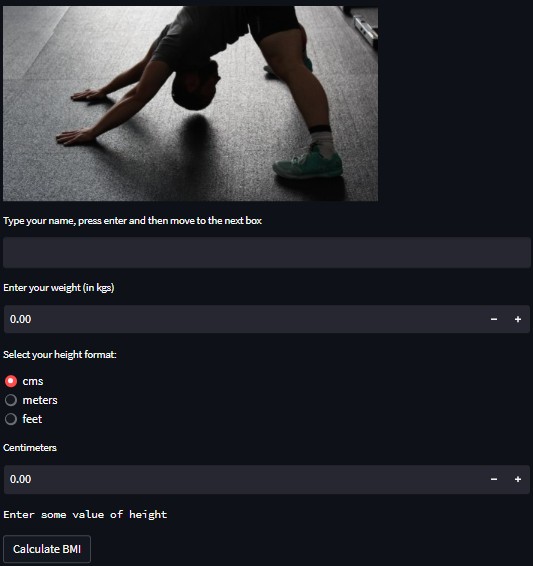 Type your name, press enter and then move to the next box
Enter your weight (in kgs)
0.00
Select your height format:
cms
meters
feet
Centimeters
0.00
Enter some value of height
Calculate BMI